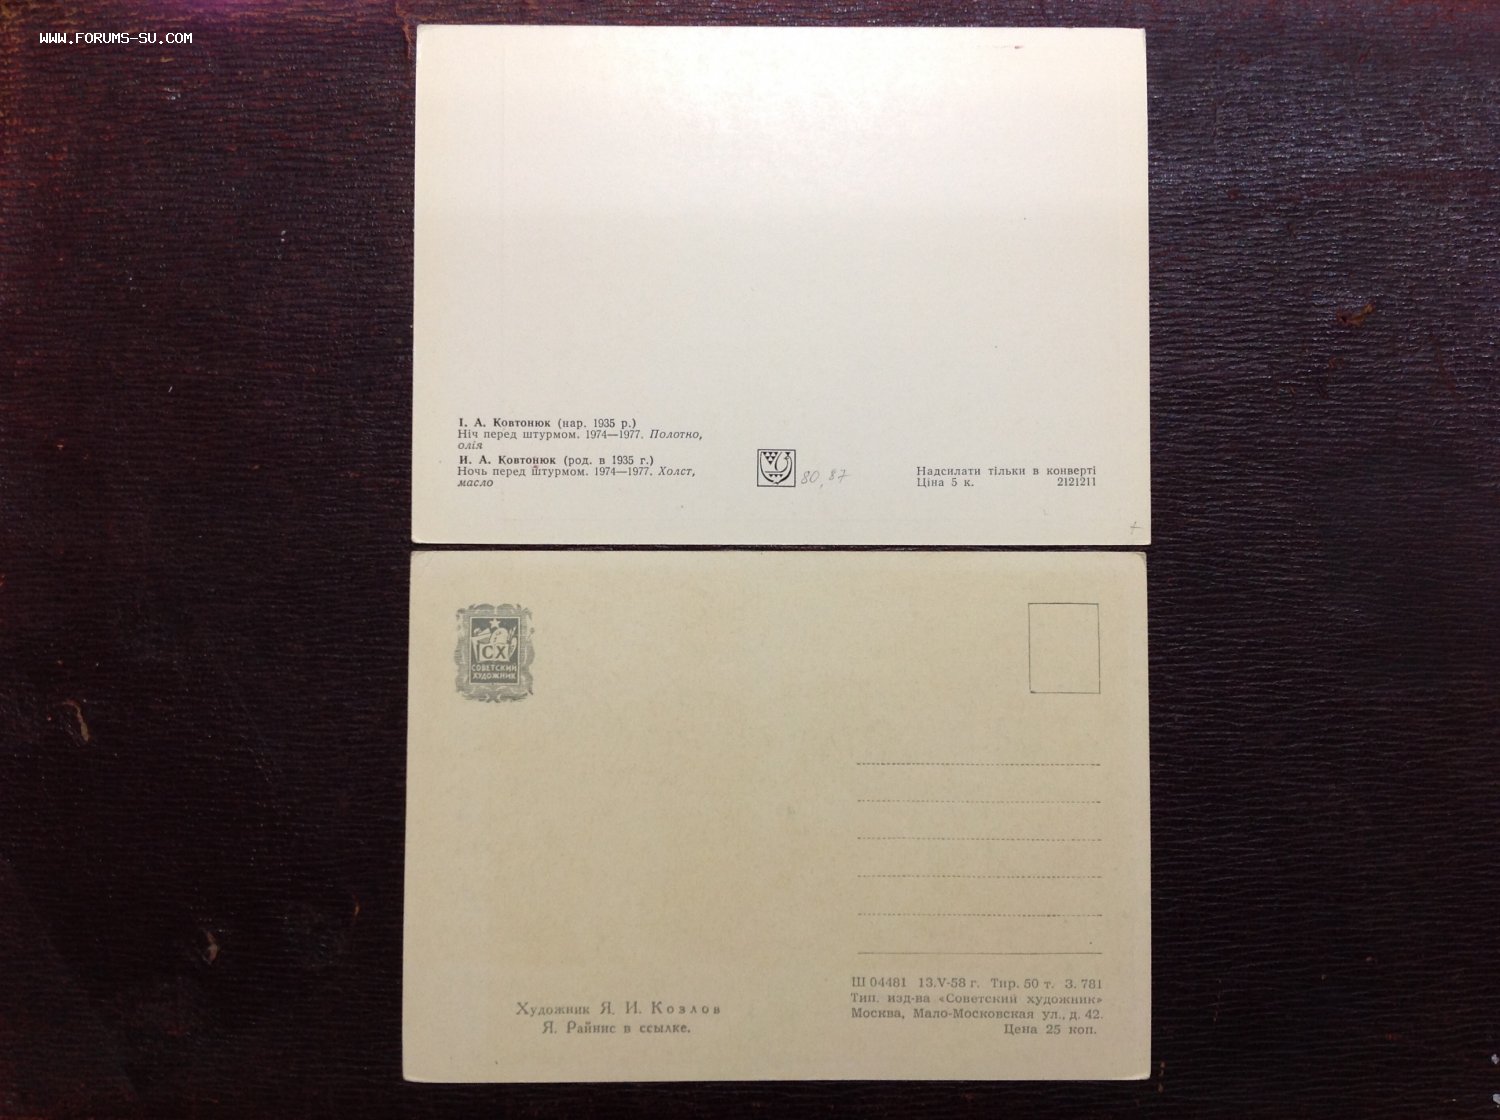 WWW.FORUMS-SU.COM
І. А. Ковтонюк (нар. 1935 р.)
Ніч перед штурмом. 1974—1977. Полотно,
олія
И. А. Ковтонюк (род. в 1935 г.)
Ночь перед штурмом. 1974—1977. Холст,
масло
80, 87
Надсилати тільки в конверті
Ціна 5 к. 2121211
СХ
СОВЕТСКИЙ
ХУДОЖНИК
Художник Я. И. Козлов
Я. Райнис в ссылке.
Ш 04481 13.V-58 г. Тир. 50 т. З. 781
Тип. изд-ва «Советский художник»
Москва, Мало-Московская ул., д. 42.
Цена 25 коп.